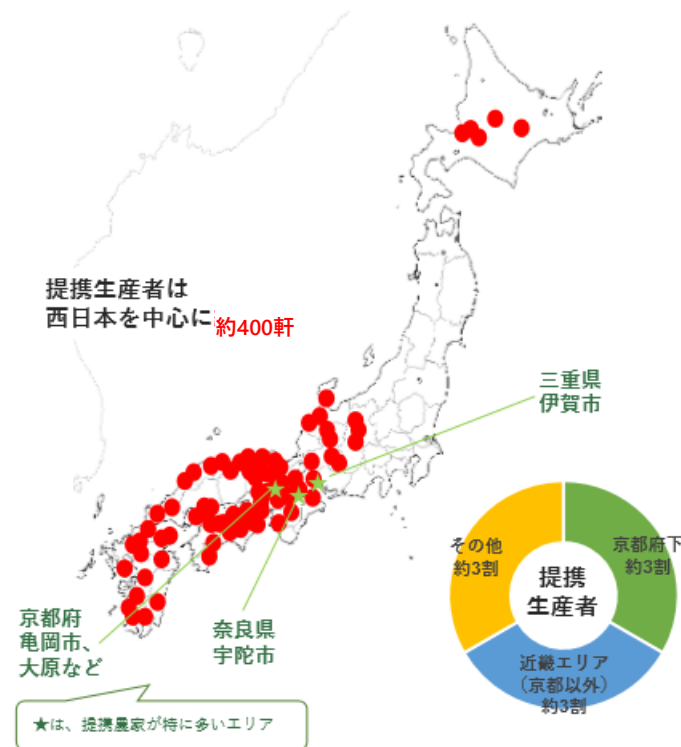 提携生産者は
西日本を中心に約400軒
三重県
伊賀市
その他
約3割
京都府下
約3割
提携
生産者
近畿エリア
（京都以外）
約3割
京都府
亀岡市、
大原など
奈良県
宇陀市
★は、提携農家が特に多いエリア